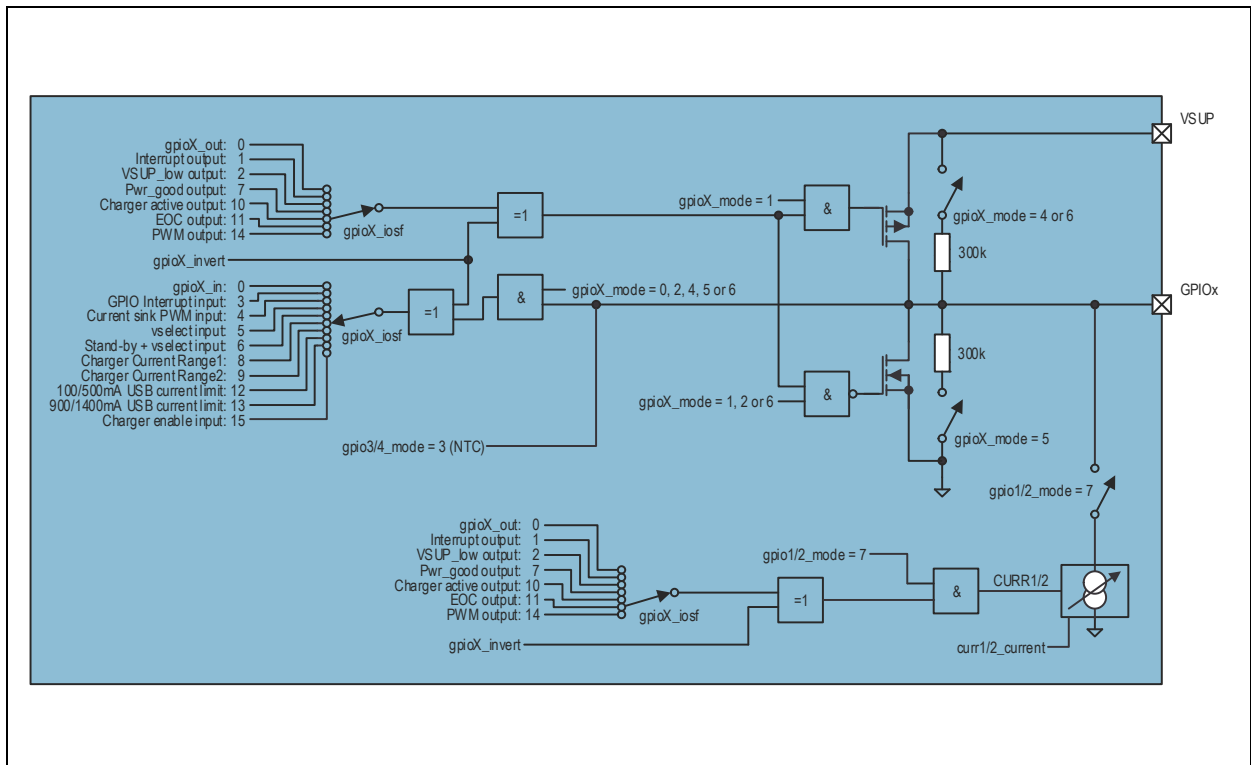 VSUP
gpioX_out: 0
Interrupt output: 1
VSUP_low output: 2
Pwr_good output: 7
Charger active output: 10
EOC output: 11
PWM output: 14
gpioX_iosf
=1
gpioX_mode = 1
&
gpioX_mode = 4 or 6
300k
gpioX_invert
gpioX_in: 0
GPIO Interrupt input: 3
Current sink PWM input: 4
vselect input: 5
Stand-by + vselect input: 6
Charger Current Range1: 8
Charger Current Range2: 9
100/500mA USB current limit: 12
900/1400mA USB current limit: 13
Charger enable input: 15
gpioX_iosf
=1
&
gpioX_mode = 0, 2, 4, 5 or 6
GPIOx
300k
&
gpioX_mode = 1, 2 or 6
gpioX_mode = 5
gpio3/4_mode = 3 (NTC)
gpio1/2_mode = 7
gpioX_out: 0
Interrupt output: 1
VSUP_low output: 2
Pwr_good output: 7
Charger active output: 10
EOC output: 11
PWM output: 14
gpioX_iosf
gpio1/2_mode = 7
=1
&
CURR1/2
gpioX_invert
curr1/2_current